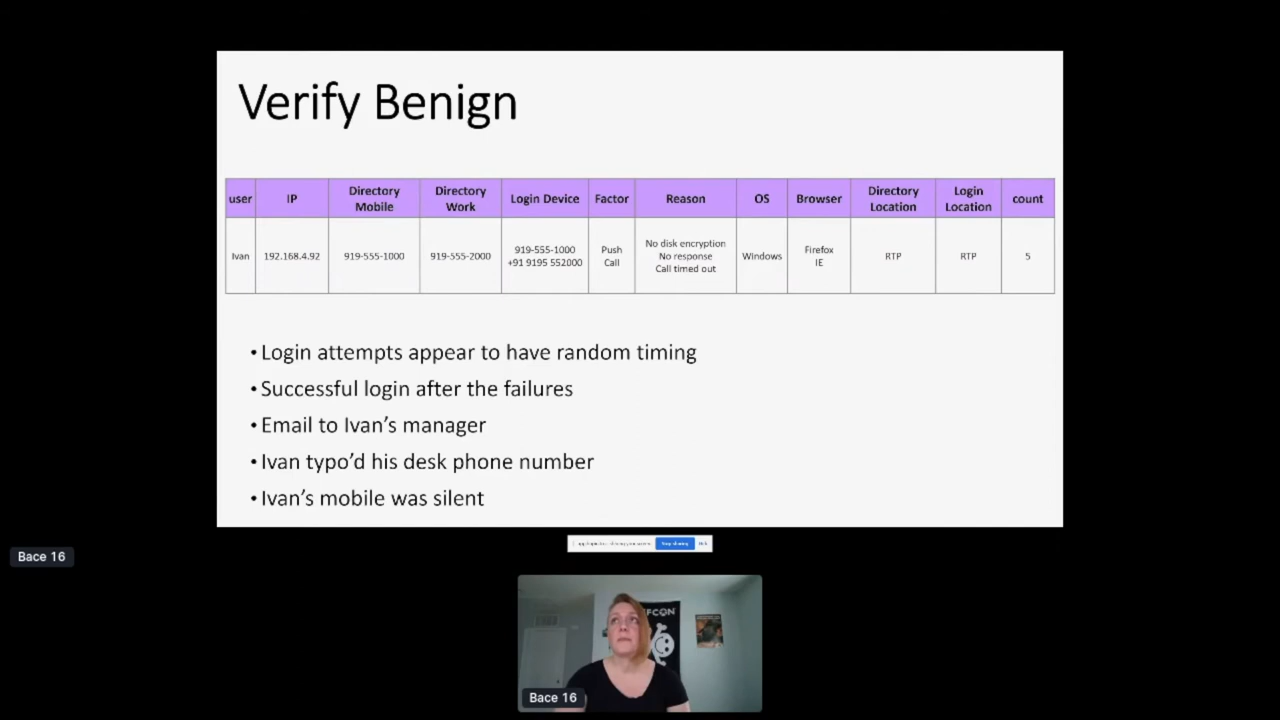 Verify Benign
user IP Directory Mobile Directory Work Login Device Factor Reason OS Browser Directory Location Login Location count
Ivan 192.168.4.92 919-555-1000 919-555-2000 919-555-1000 +91 9195 552000 Push Call No disk encryption No response Call timed out Windows Firefox IE RTP RTP 5
•Login attempts appear to have random timing
•Successful login after the failures
•Email to Ivan's manager
•Ivan typo'd his desk phone number
•Ivan's mobile was silent
Stop sharing
Bace 16
FCON
Bace 16